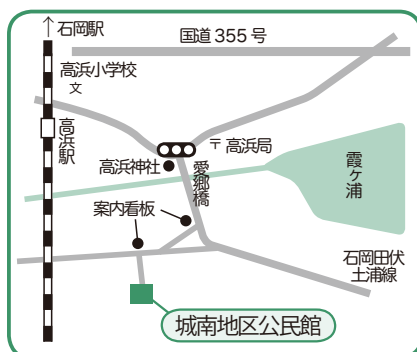 ↑石岡駅
国道355号
高浜小学校
文
高浜駅
〒高浜局
高浜神社
愛郷橋
霞ヶ浦
案内看板
石岡田伏
土浦線
城南地区公民館